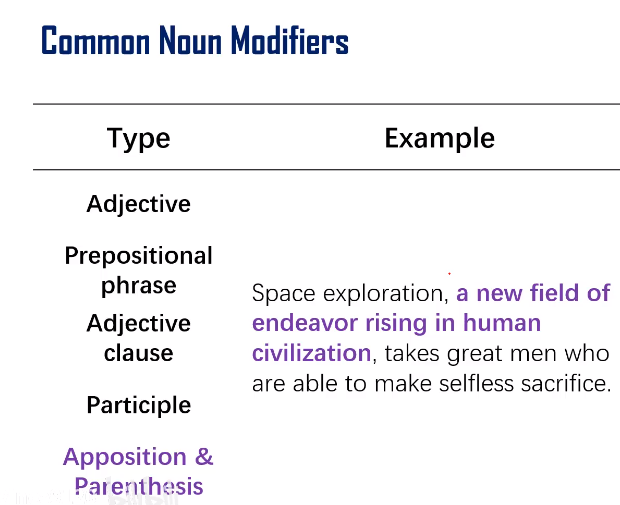 Common Noun Modifiers
Type
Example
Adjective
Prepositional
phrase
Adjective
clause
Participle
Apposition &
Parenthesis
Space exploration, a new field of
endeavor rising in human
civilization, takes great men who
are able to make selfless sacrifice.